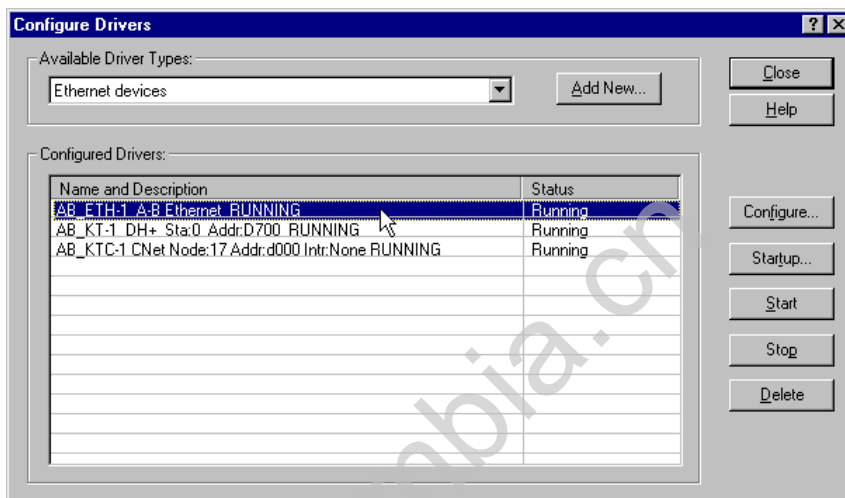 Configure Drivers
Available Driver Types:
Ethernet devices
Add New...
Close
Help
Configured Drivers:
Name and Description Status
AB_ETH-1 A-B Ethernet RUNNING Running
AB_KT-1 DH+ Sta:0 Addr:D700 RUNNING Running
AB_KTC-1 CNet Node:17 Addr:d000 Intr:None RUNNING Running
Configure...
Startup...
Start
Stop
Delete
mbia.cn